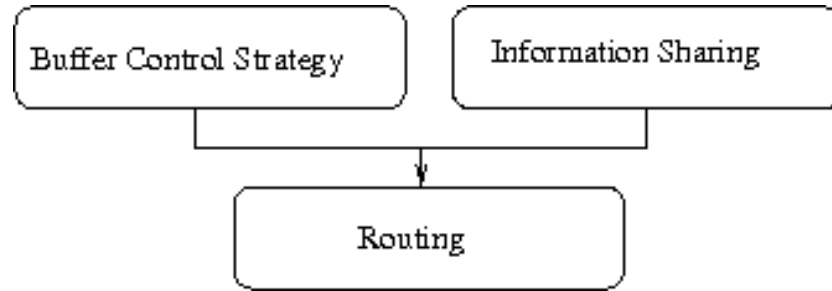 Buffer Control Strategy
Information Sharing
Routing